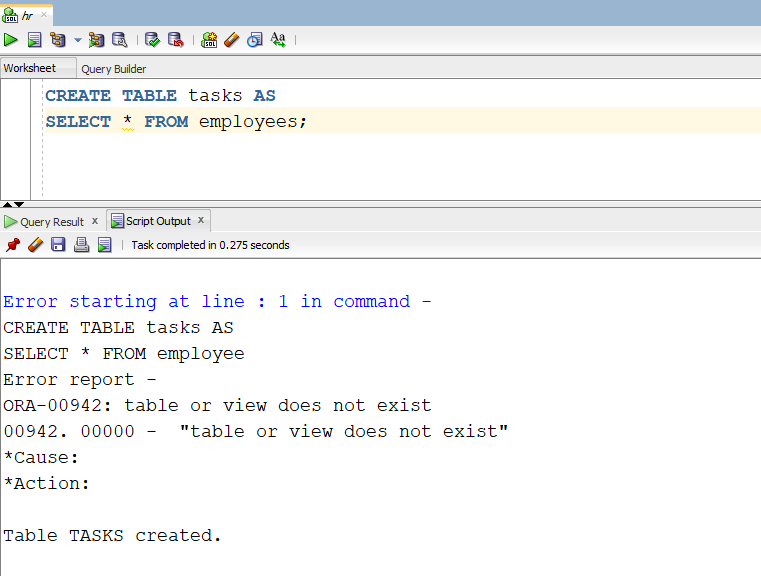 hr
Aa
Worksheet Query Builder
CREATE TABLE tasks AS
SELECT * FROM employees;
Query Result x Script Output x
Task completed in 0.275 seconds
Error starting at line : 1 in command -
CREATE TABLE tasks AS
SELECT * FROM employee
Error report -
ORA-00942: table or view does not exist
00942. 00000 -  "table or view does not exist"
*Cause:
*Action:
Table TASKS created.